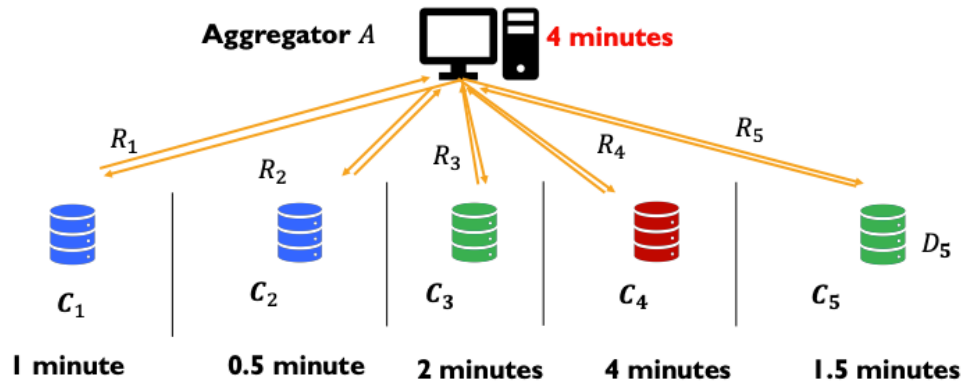 Aggregator A
4 minutes
R₁
R₂
R₃
R₄
R₅
D₅
C₁
C₂
C₃
C₄
C₅
1 minute
0.5 minute
2 minutes
4 minutes
1.5 minutes